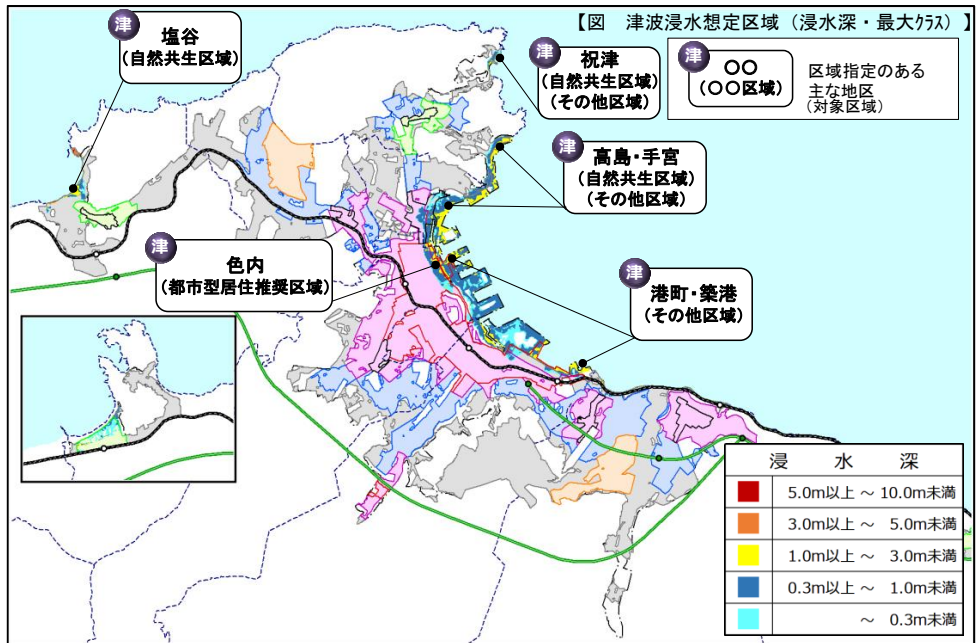 【図 津波浸水想定区域（浸水深・最大クラス）】
津
塩谷
（自然共生区域）
津
祝津
（自然共生区域）
（その他区域）
津
○○
（○○区域）
区域指定のある
主な地区
（対象区域）
津
高島・手宮
（自然共生区域）
（その他区域）
津
色内
（都市型居住推奨区域）
津
港町・築港
（その他区域）
浸 水 深
5.0m以上 ～ 10.0m未満
3.0m以上 ～ 5.0m未満
1.0m以上 ～ 3.0m未満
0.3m以上 ～ 1.0m未満
～ 0.3m未満